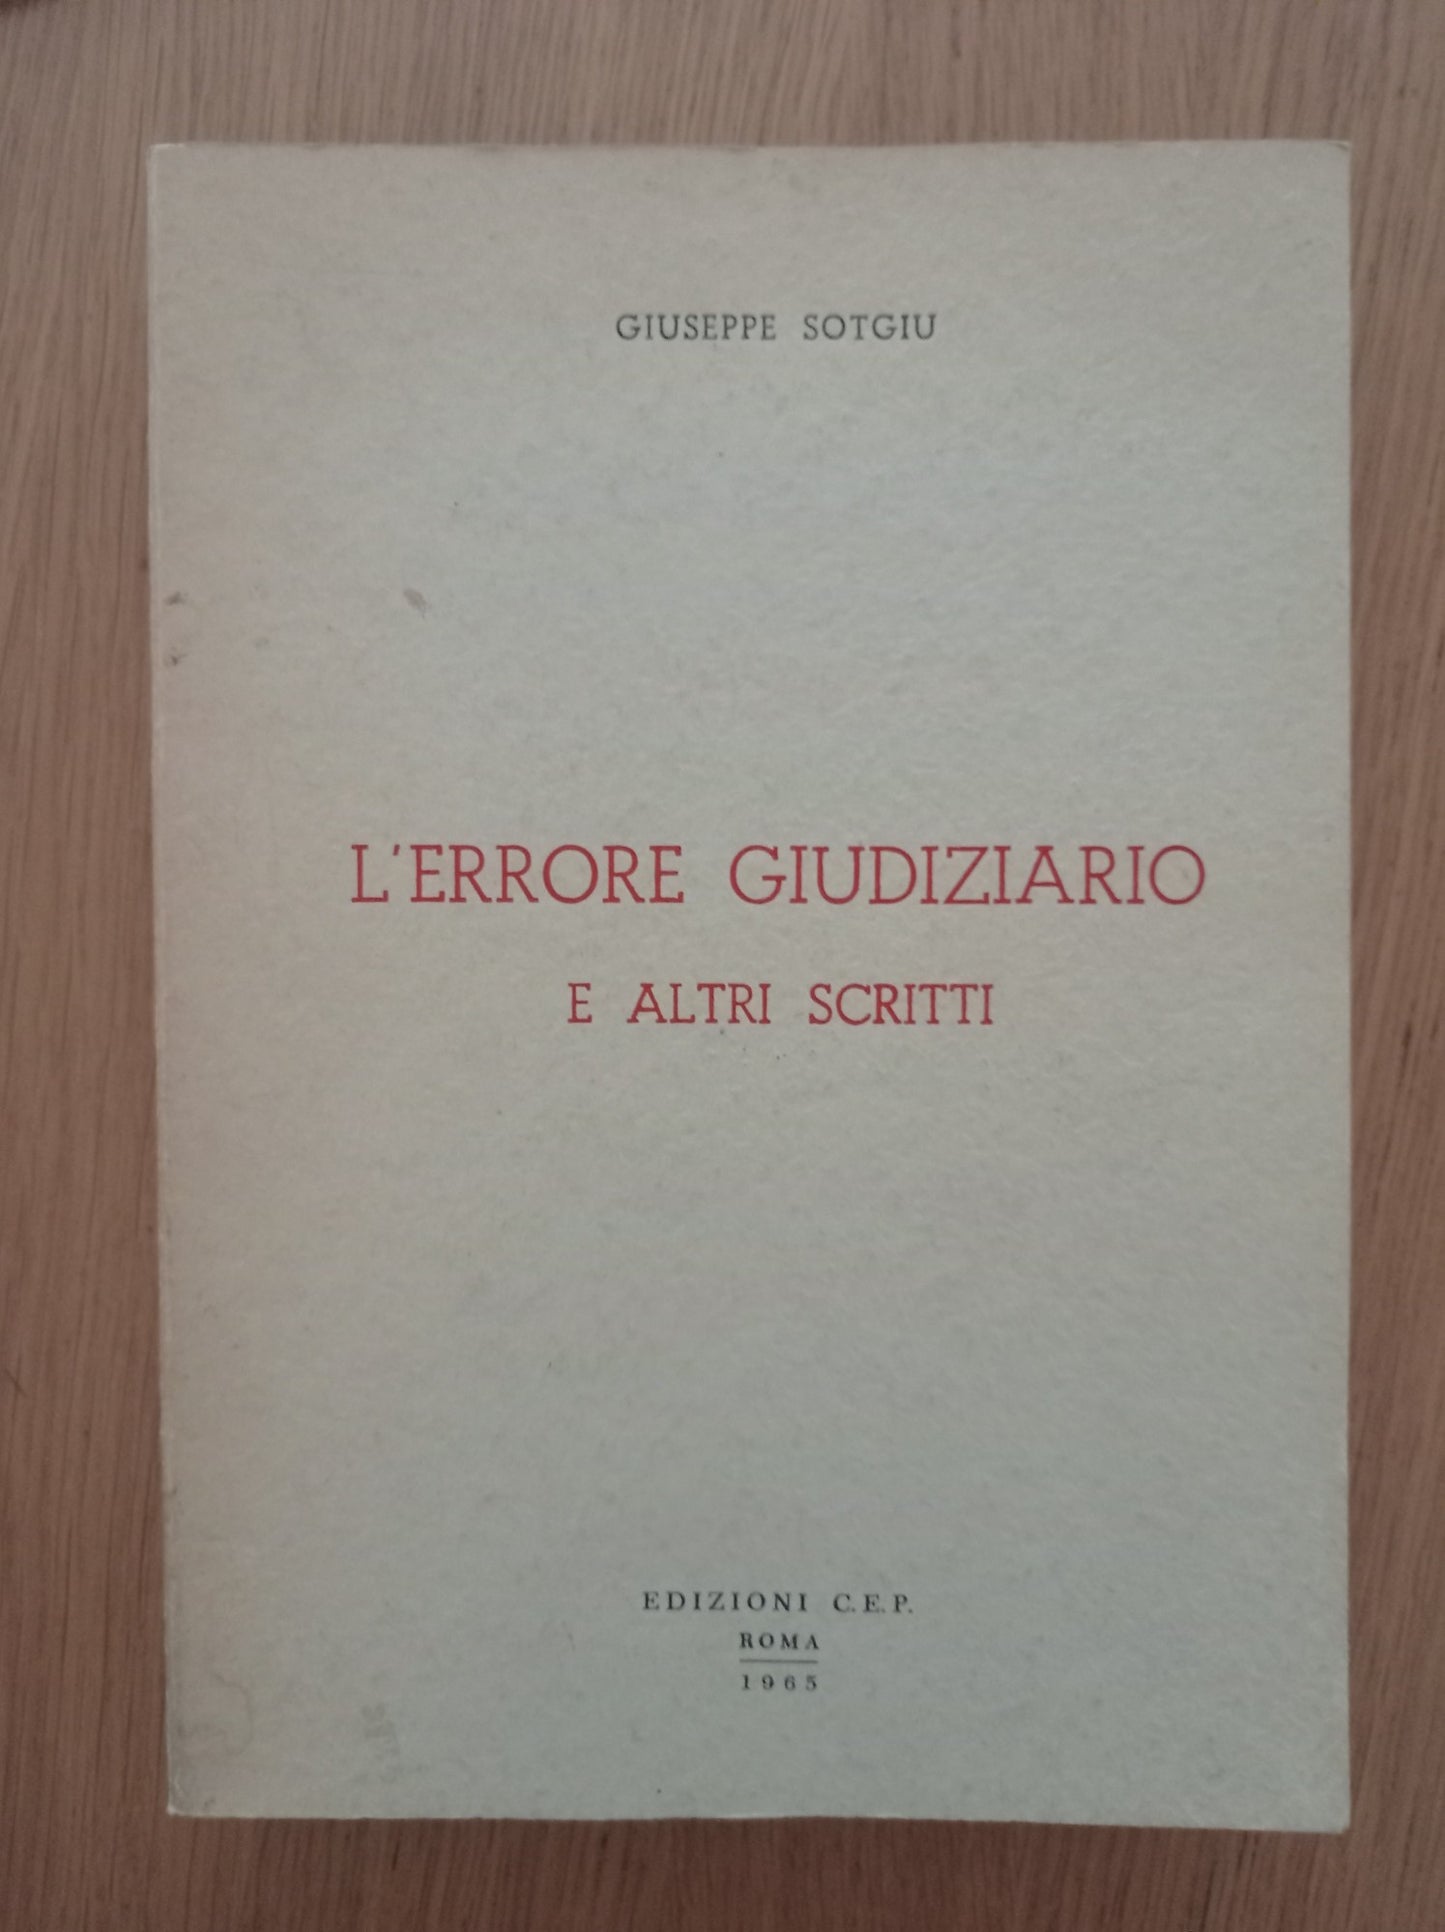 GIUSEPPE SOTGIU
L'ERRORE GIUDIZIARIO
E ALTRI SCRITTI
EDIZIONI C.E.P.
ROMA
1965